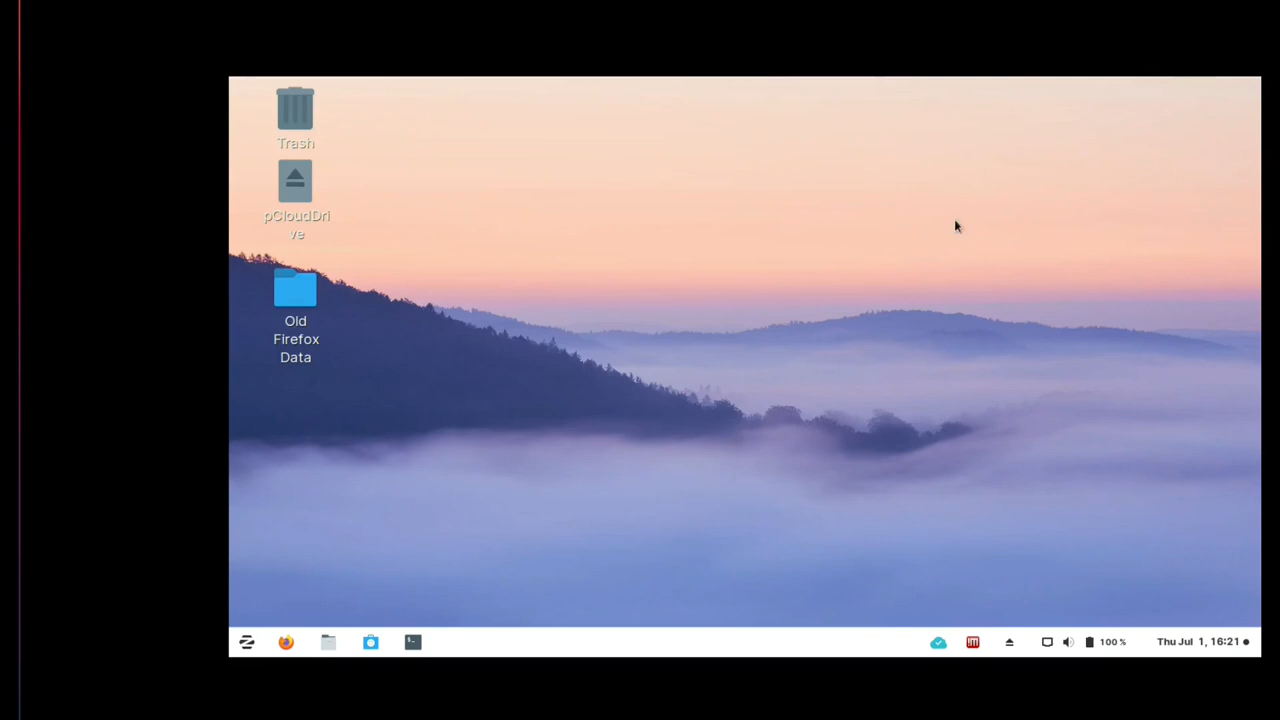 Trash
pCloudDri
ve
Old
Firefox
Data
100 %
Thu Jul 1, 16:21